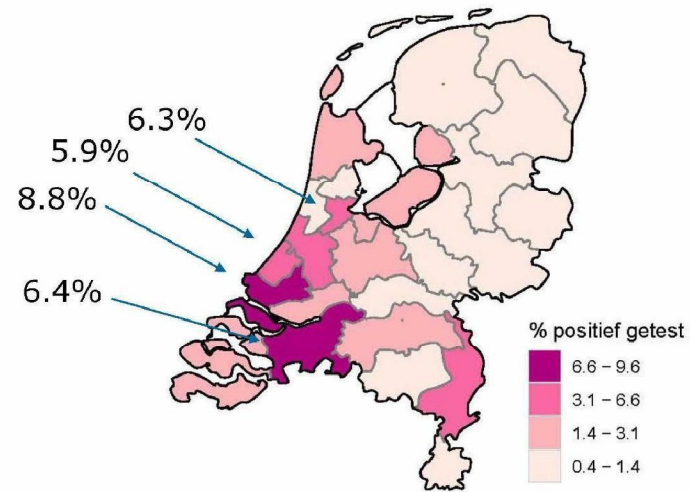 6.3%
5.9%
8.8%
6.4%
% positief getest
6.6 – 9.6
3.1 – 6.6
1.4 – 3.1
0.4 – 1.4